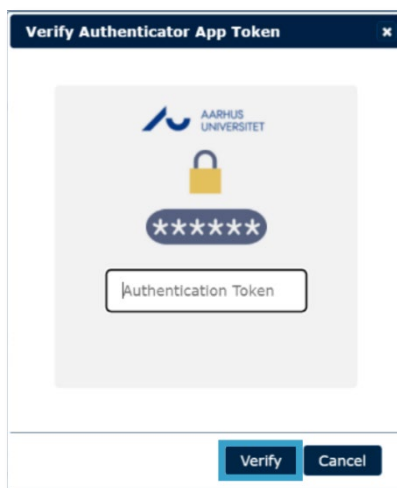 Verify Authenticator App Token
AARHUS
UNIVERSITET
******
Authentication Token
Verify Cancel